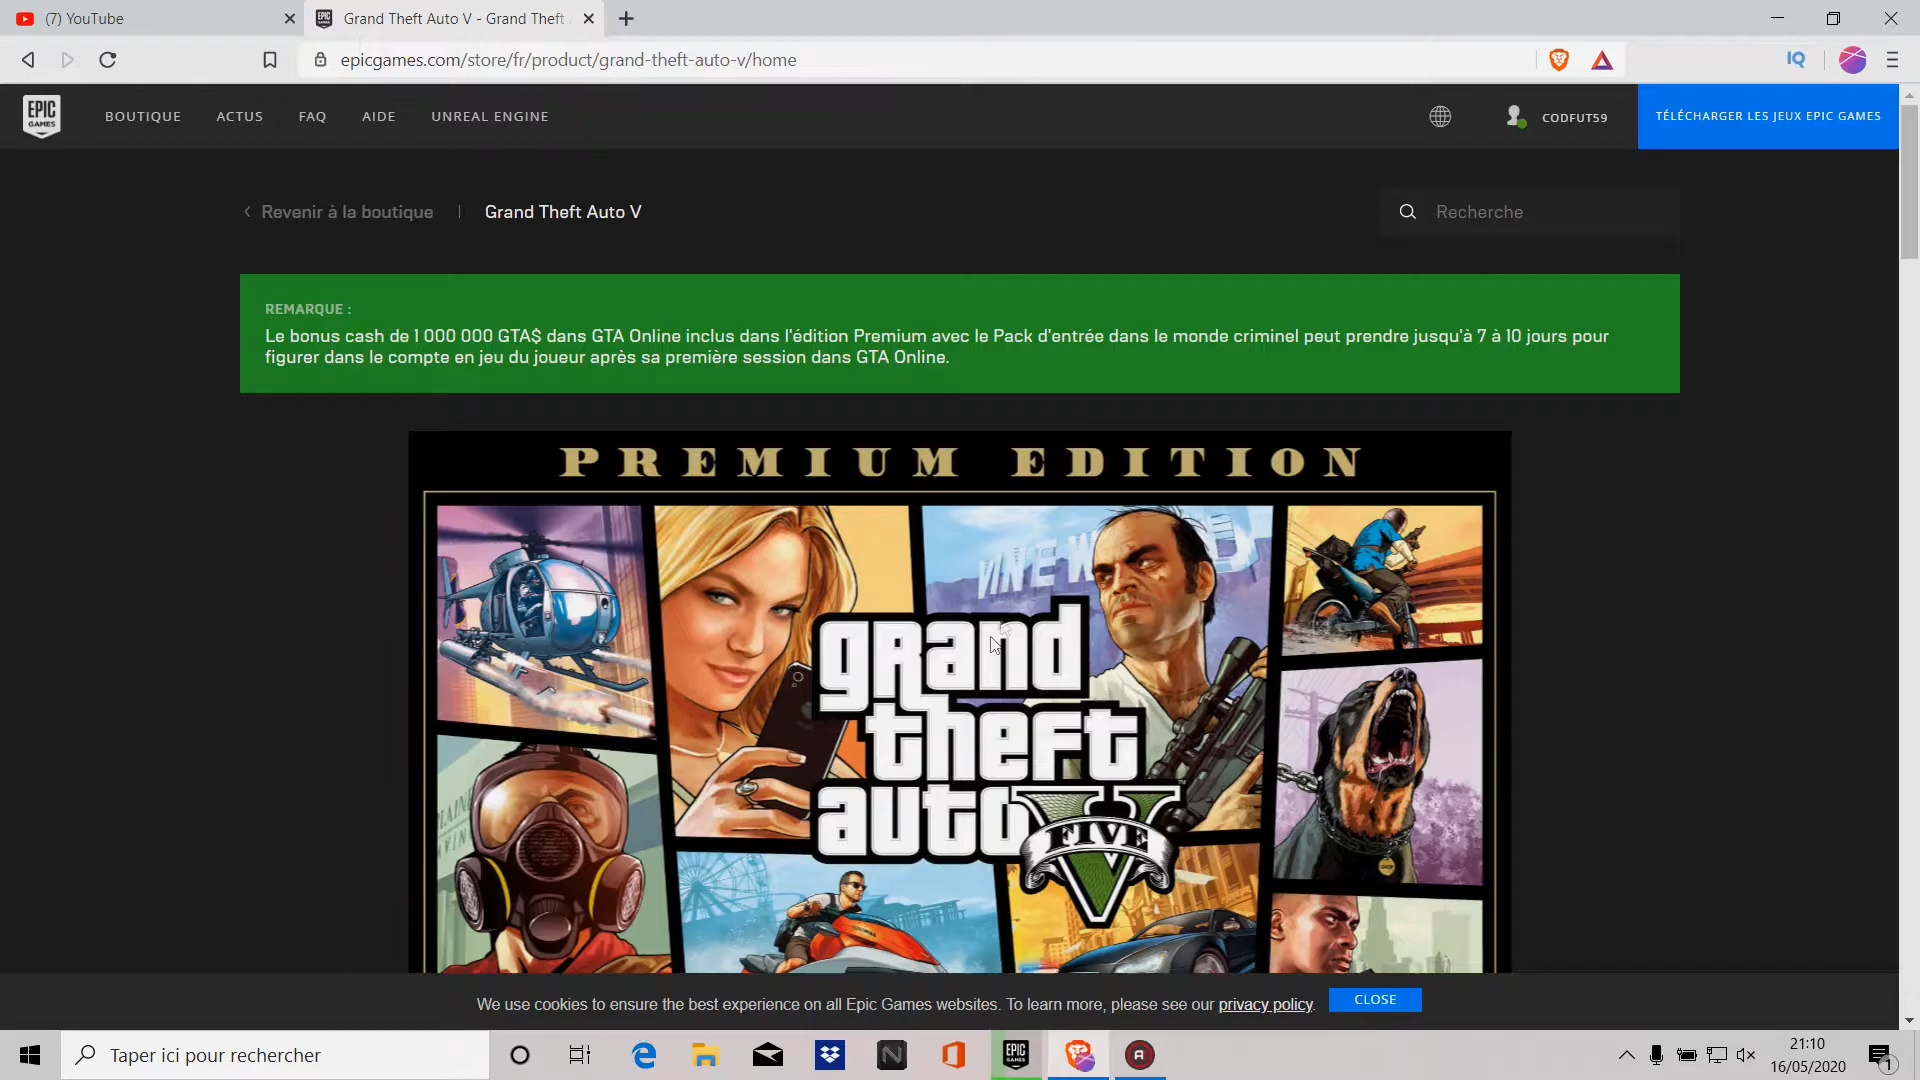 (7) YouTube
Grand Theft Auto V - Grand Theft
epicgames.com/store/fr/product/grand-theft-auto-v/home
IQ
EPIC GAMES
BOUTIQUE
ACTUS
FAQ
AIDE
UNREAL ENGINE
CODFUT59
TÉLÉCHARGER LES JEUX EPIC GAMES
Revenir à la boutique
Grand Theft Auto V
Recherche
REMARQUE :
Le bonus cash de 1 000 000 GTA$ dans GTA Online inclus dans l'édition Premium avec le Pack d'entrée dans le monde criminel peut prendre jusqu'à 7 à 10 jours pour
figurer dans le compte en jeu du joueur après sa première session dans GTA Online.
PREMIUM EDITION
grand
theft
auto V
FIVE
We use cookies to ensure the best experience on all Epic Games websites. To learn more, please see our privacy policy.
CLOSE
Taper ici pour rechercher
EPIC GAMES
21:10
16/05/2020
1